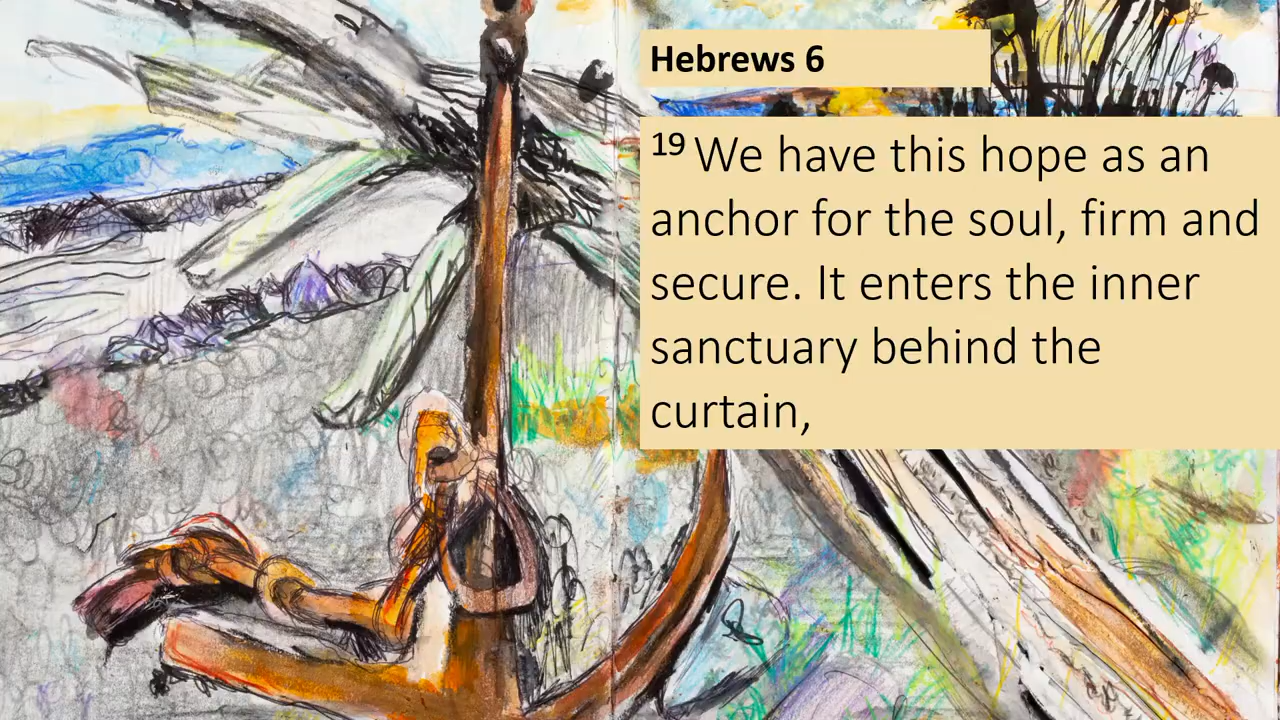 Hebrews 6
19 We have this hope as an
anchor for the soul, firm and
secure. It enters the inner
sanctuary behind the
curtain,